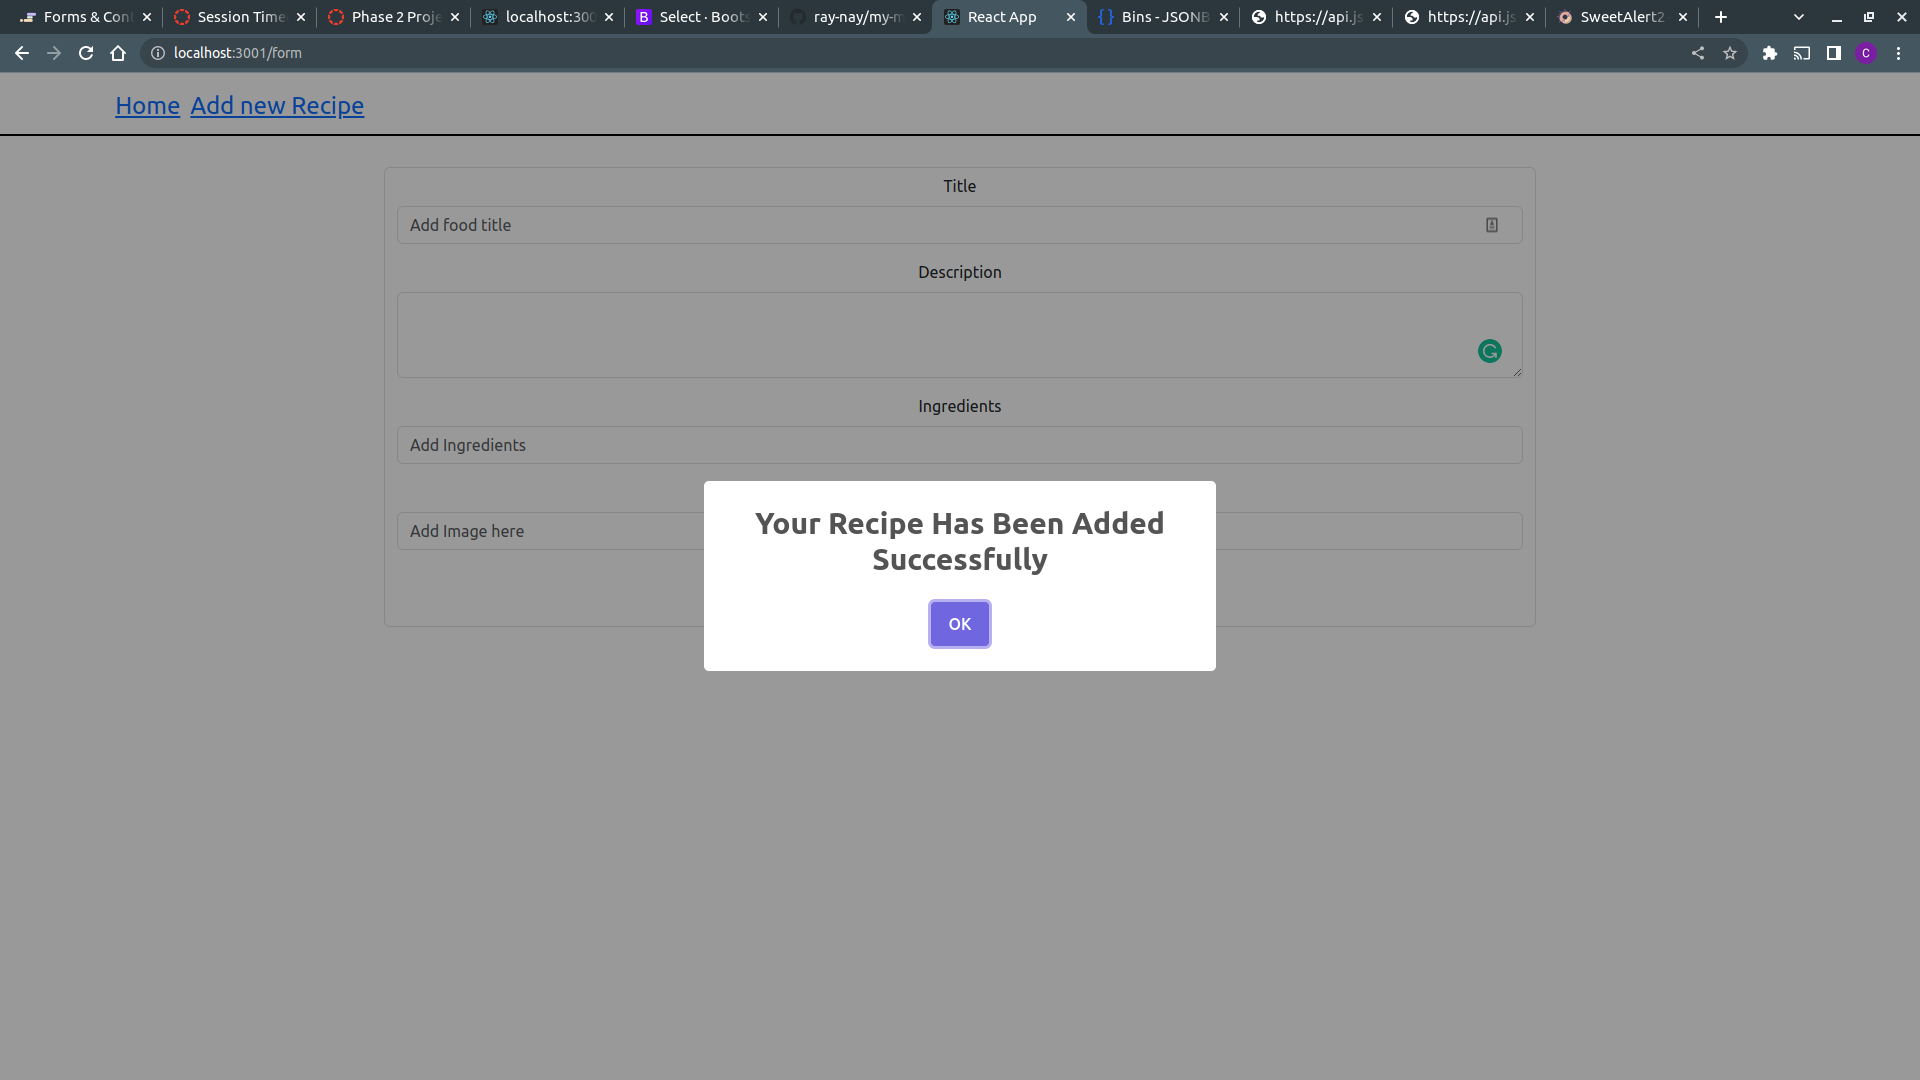 Forms & Con
Session Time
Phase 2 Proje
localhost:300
Select · Boots
ray-nay/my-m
React App
Bins - JSONB
https://api.js
https://api.js
SweetAlert2
localhost:3001/form
C
Home Add new Recipe
Title
Add food title
Description
Ingredients
Add Ingredients
Add Image here
Your Recipe Has Been Added
Successfully
OK